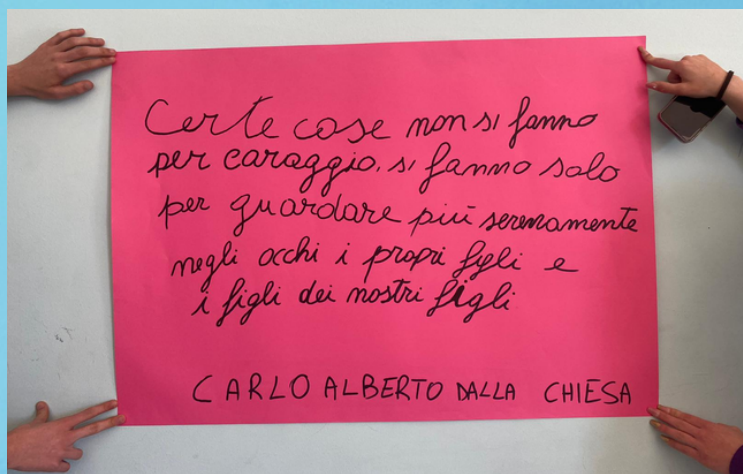 Certe cose non si fanno
per caraggio, si fanno solo
per guardare più serenamente
negli occhi i propri figli e
i figli dei nostri figli
CARLO ALBERTO DALLA CHIESA